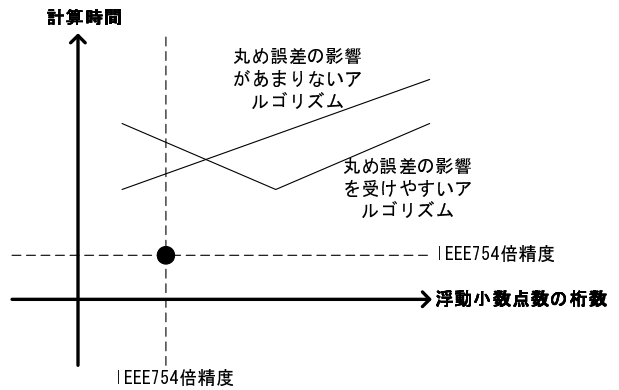 計算時間
丸め誤差の影響
があまりないア
ルゴリズム
丸め誤差の影響
を受けやすいア
ルゴリズム
IEEE754倍精度
浮動小数点数の桁数
IEEE754倍精度